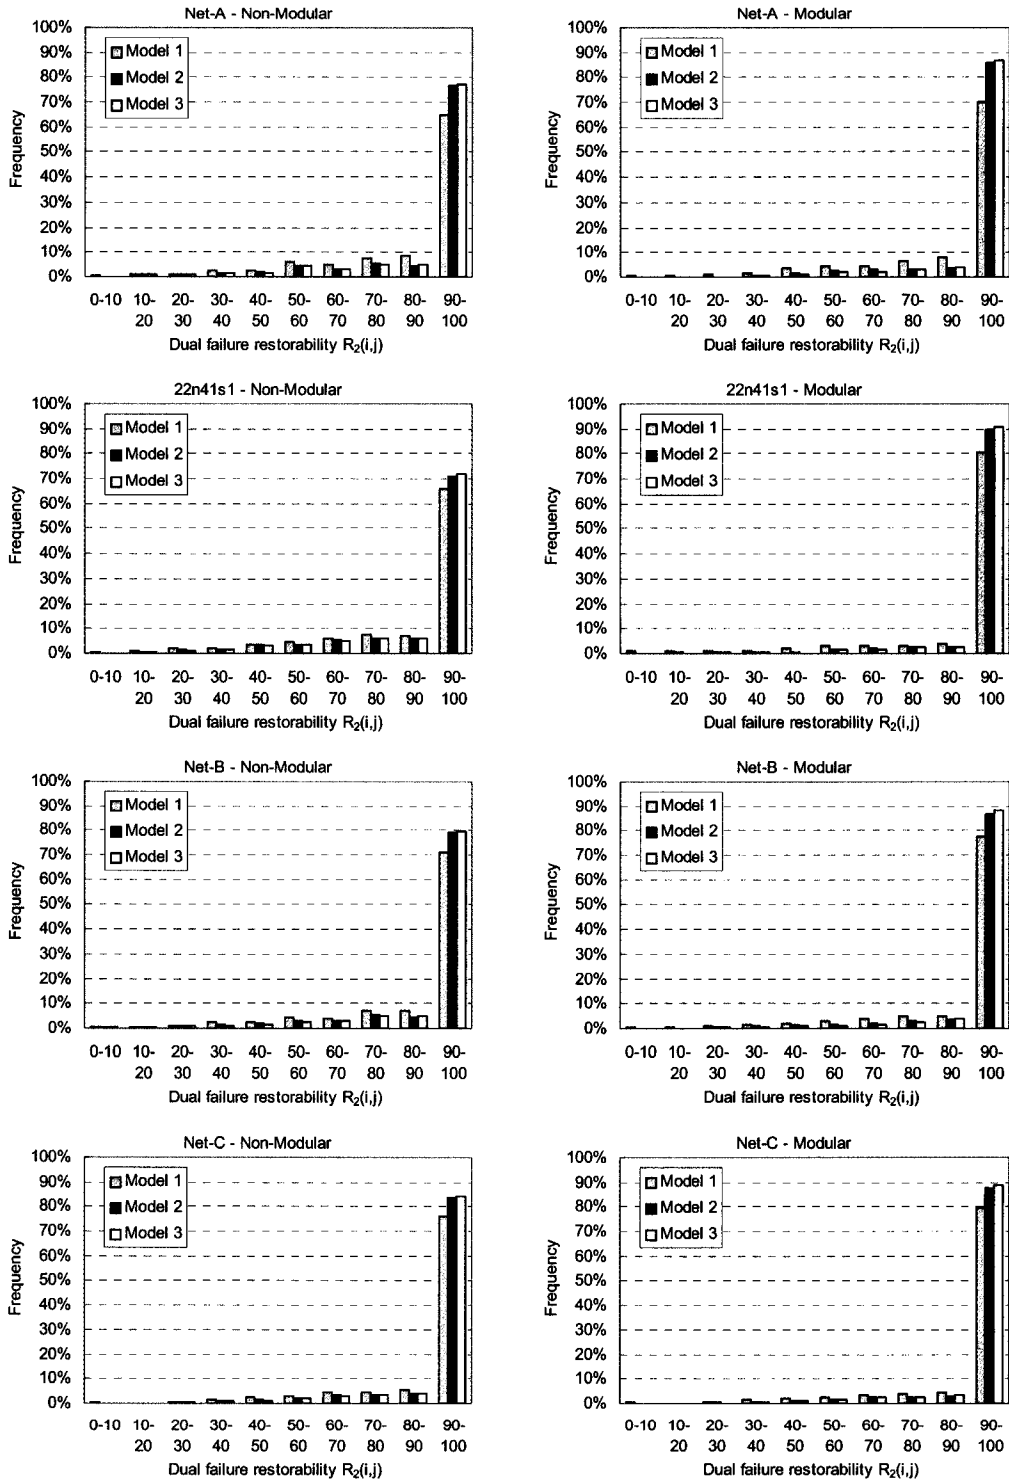 Net-A - Non-Modular
100%
90%
80%
70%
60%
50%
40%
30%
20%
10%
0%
Frequency
Model 1
Model 2
Model 3
0-10 10-20 20-30 30-40 40-50 50-60 60-70 70-80 80-90 90-100
Dual failure restorability R2(i,j)
Net-A - Modular
100%
90%
80%
70%
60%
50%
40%
30%
20%
10%
0%
Frequency
Model 1
Model 2
Model 3
0-10 10-20 20-30 30-40 40-50 50-60 60-70 70-80 80-90 90-100
Dual failure restorability R2(i,j)
22n41s1 - Non-Modular
100%
90%
80%
70%
60%
50%
40%
30%
20%
10%
0%
Frequency
Model 1
Model 2
Model 3
0-10 10-20 20-30 30-40 40-50 50-60 60-70 70-80 80-90 90-100
Dual failure restorability R2(i,j)
22n41s1 - Modular
100%
90%
80%
70%
60%
50%
40%
30%
20%
10%
0%
Frequency
Model 1
Model 2
Model 3
0-10 10-20 20-30 30-40 40-50 50-60 60-70 70-80 80-90 90-100
Dual failure restorability R2(i,j)
Net-B - Non-Modular
100%
90%
80%
70%
60%
50%
40%
30%
20%
10%
0%
Frequency
Model 1
Model 2
Model 3
0-10 10-20 20-30 30-40 40-50 50-60 60-70 70-80 80-90 90-100
Dual failure restorability R2(i,j)
Net-B - Modular
100%
90%
80%
70%
60%
50%
40%
30%
20%
10%
0%
Frequency
Model 1
Model 2
Model 3
0-10 10-20 20-30 30-40 40-50 50-60 60-70 70-80 80-90 90-100
Dual failure restorability R2(i,j)
Net-C - Non-Modular
100%
90%
80%
70%
60%
50%
40%
30%
20%
10%
0%
Frequency
Model 1
Model 2
Model 3
0-10 10-20 20-30 30-40 40-50 50-60 60-70 70-80 80-90 90-100
Dual failure restorability R2(i,j)
Net-C - Modular
100%
90%
80%
70%
60%
50%
40%
30%
20%
10%
0%
Frequency
Model 1
Model 2
Model 3
0-10 10-20 20-30 30-40 40-50 50-60 60-70 70-80 80-90 90-100
Dual failure restorability R2(i,j)